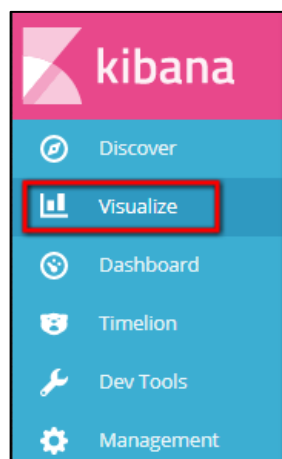 kibana
Discover
Visualize
Dashboard
Timelion
Dev Tools
Management